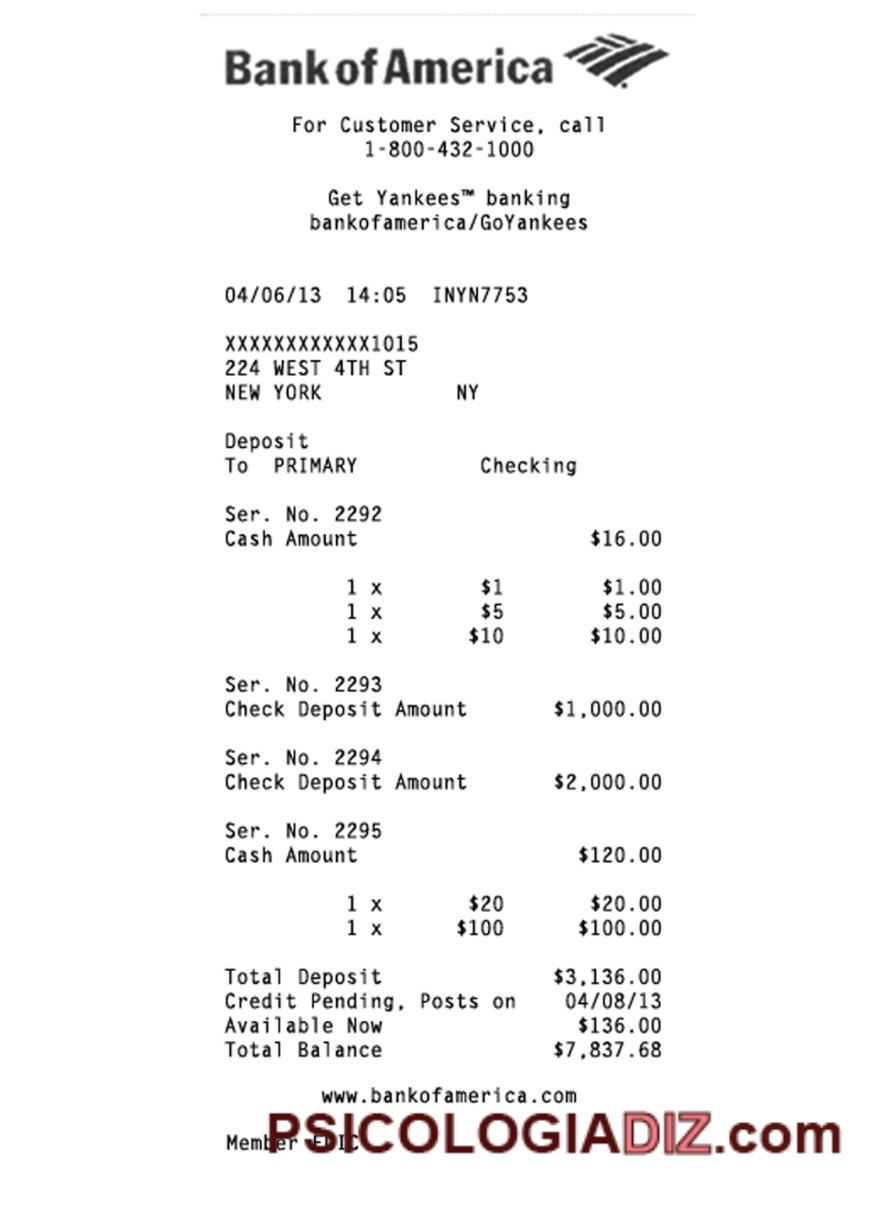 Bank of America
For Customer Service, call
1-800-432-1000
Get Yankees™ banking
bankofamerica/GoYankees
04/06/13 14:05 INYN7753
XXXXXXXXXXXX1015
224 WEST 4TH ST
NEW YORK NY
Deposit
To PRIMARY Checking
Ser. No. 2292
Cash Amount $16.00
1 x $1 $1.00
1 x $5 $5.00
1 x $10 $10.00
Ser. No. 2293
Check Deposit Amount $1,000.00
Ser. No. 2294
Check Deposit Amount $2,000.00
Ser. No. 2295
Cash Amount $120.00
1 x $20 $20.00
1 x $100 $100.00
Total Deposit $3,136.00
Credit Pending, Posts on 04/08/13
Available Now $136.00
Total Balance $7,837.68
www.bankofamerica.com
PSICOLOGIADIZ.com
Member FDIC